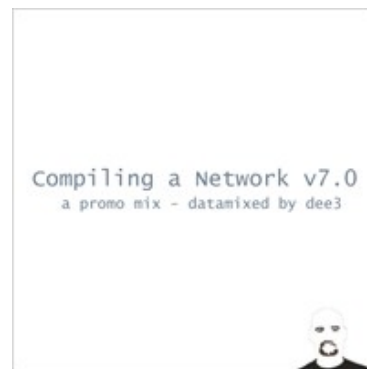 Compiling a Network v7.0
a promo mix - datamixed by dee3